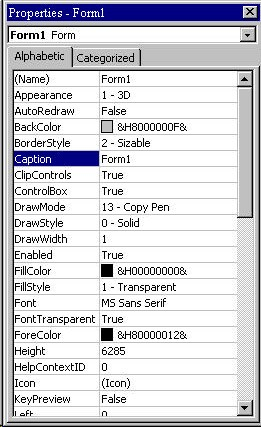 Properties - Form1
Form1 Form
Alphabetic Categorized
(Name) Form1
Appearance 1 - 3D
AutoRedraw False
BackColor &H8000000F&
BorderStyle 2 - Sizable
Caption Form1
ClipControls True
ControlBox True
DrawMode 13 - Copy Pen
DrawStyle 0 - Solid
DrawWidth 1
Enabled True
FillColor &H00000000&
FillStyle 1 - Transparent
Font MS Sans Serif
FontTransparent True
ForeColor &H80000012&
Height 6285
HelpContextID 0
Icon (Icon)
KeyPreview False
Left 0